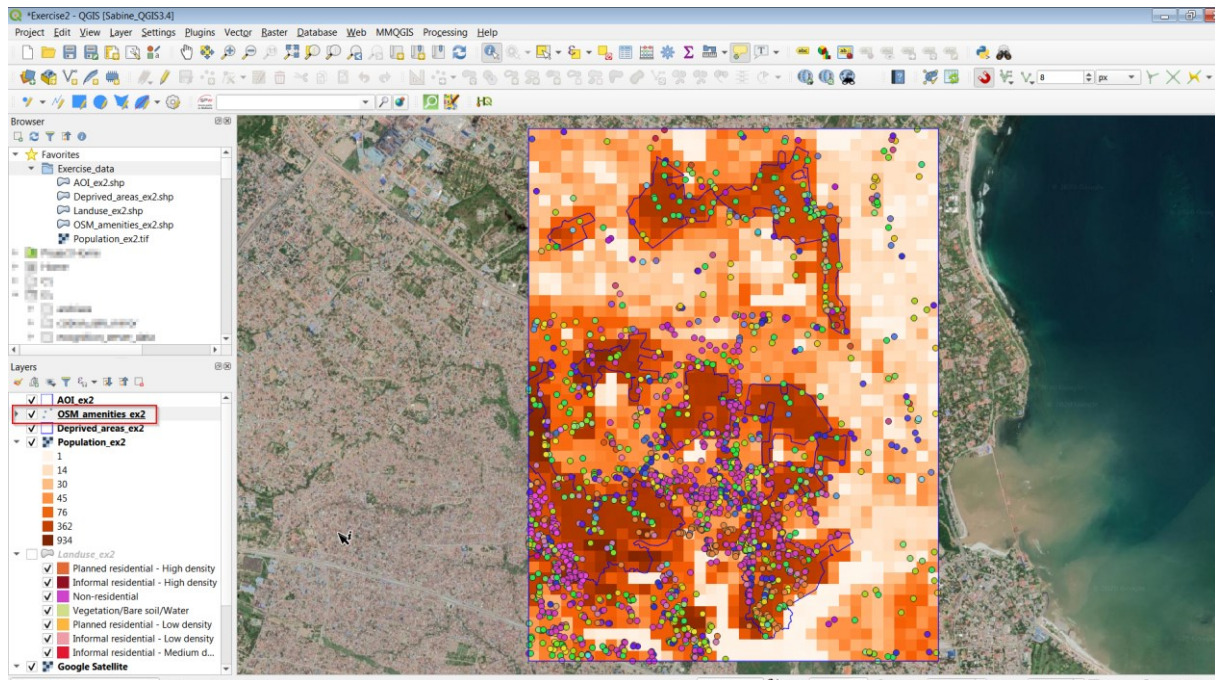 *Exercise2 - QGIS [Sabine_QGIS3.4]
Project Edit View Layer Settings Plugins Vector Raster Database Web MMQGIS Processing Help
8 px
HQ
Browser
Favorites
Exercise_data
AOI_ex2.shp
Deprived_areas_ex2.shp
Landuse_ex2.shp
OSM_amenities_ex2.shp
Population_ex2.tif
Layers
AOI_ex2
OSM_amenities_ex2
Deprived_areas_ex2
Population_ex2
1
14
30
45
76
362
934
Landuse_ex2
Planned residential - High density
Informal residential - High density
Non-residential
Vegetation/Bare soil/Water
Planned residential - Low density
Informal residential - Low density
Informal residential - Medium d...
Google Satellite